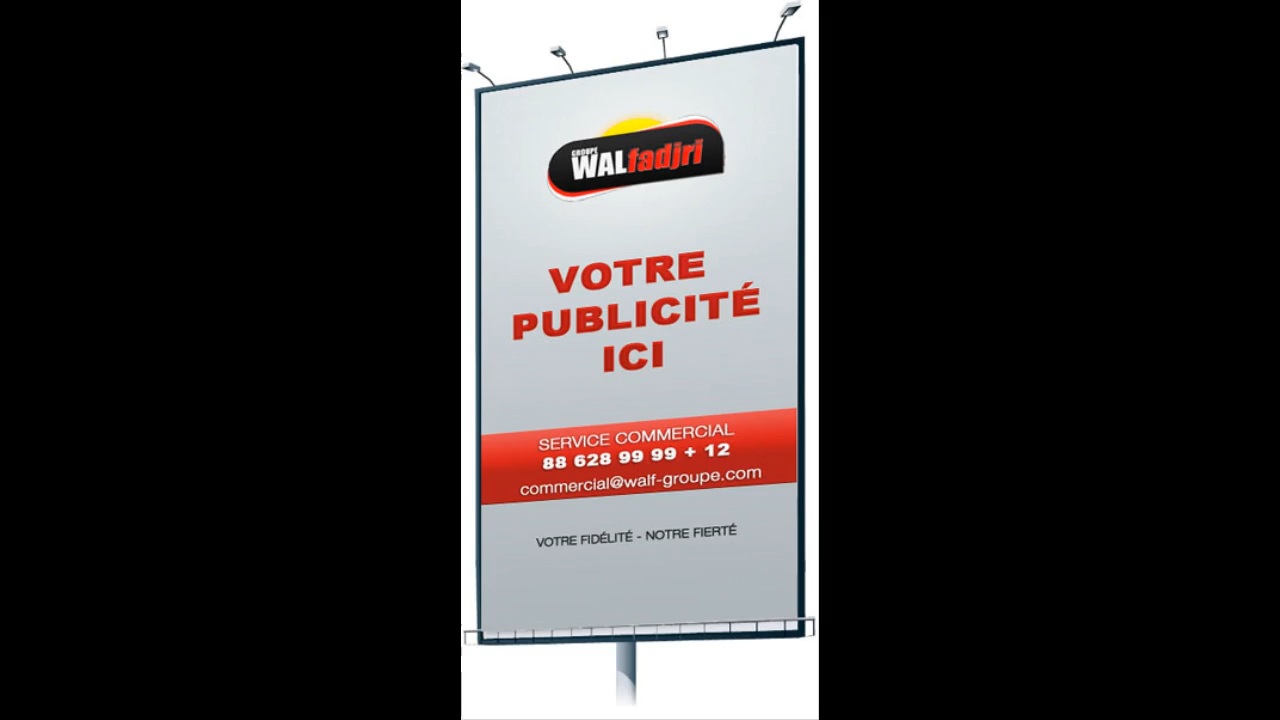 GROUPE
WALfadjri
VOTRE
PUBLICITÉ
ICI
SERVICE COMMERCIAL
88 628 99 99 + 12
commercial@walf-groupe.com
VOTRE FIDÉLITÉ - NOTRE FIERTÉ